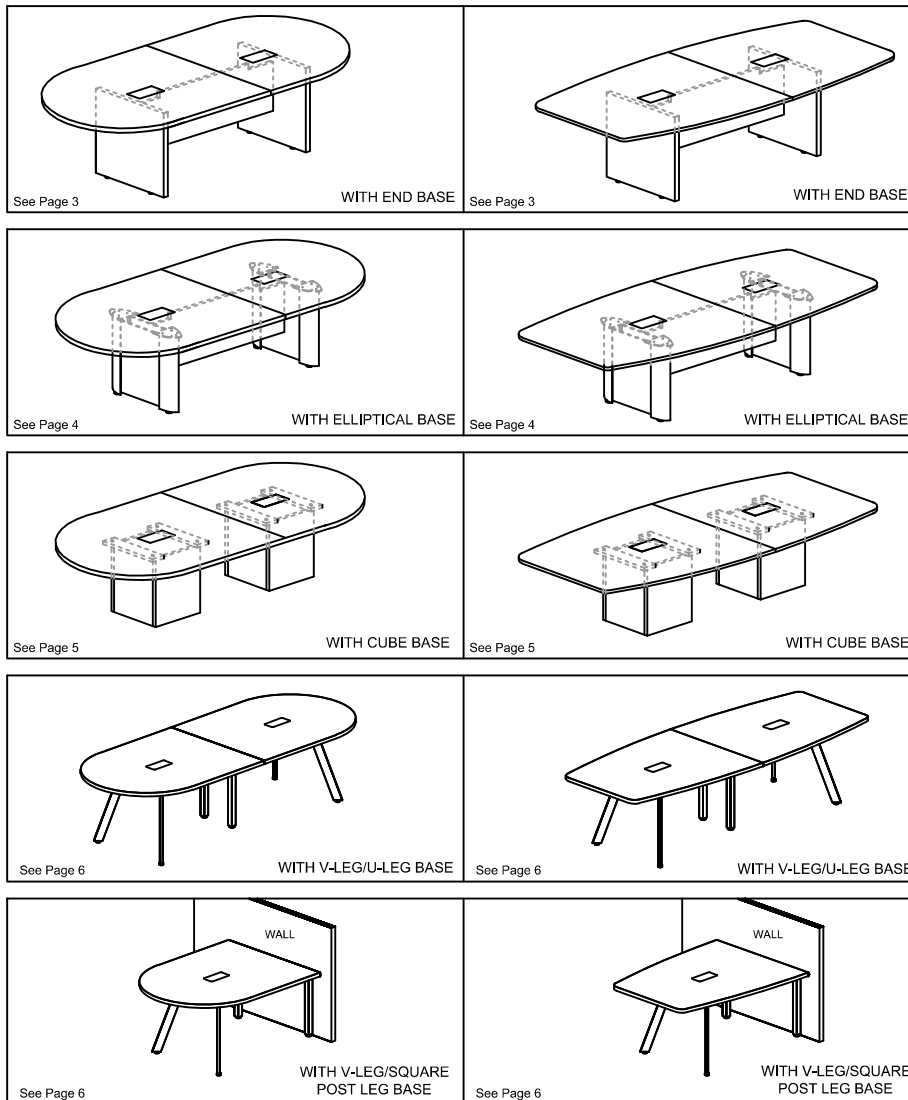 See Page 3
WITH END BASE
See Page 3
WITH END BASE
See Page 4
WITH ELLIPTICAL BASE
See Page 4
WITH ELLIPTICAL BASE
See Page 5
WITH CUBE BASE
See Page 5
WITH CUBE BASE
See Page 6
WITH V-LEG/U-LEG BASE
See Page 6
WITH V-LEG/U-LEG BASE
WALL
See Page 6
WITH V-LEG/SQUARE
POST LEG BASE
WALL
See Page 6
WITH V-LEG/SQUARE
POST LEG BASE